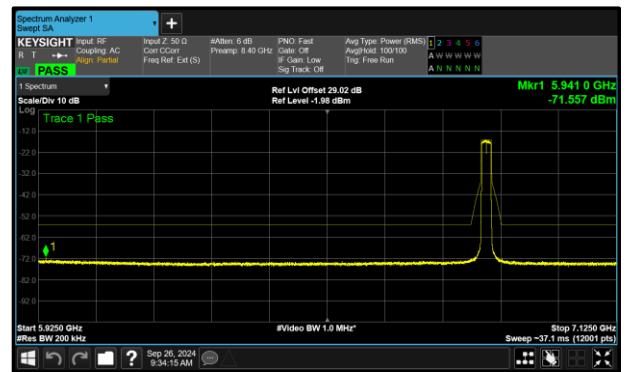 Spectrum Analyzer 1
Swept SA
+
KEYSIGHT Input: RF Input Z: 50 Ω #Atten: 6 dB PNO: Fast Avg Type: Power (RMS) 1 2 3 4 5 6
R T Coupling: AC Corr CCorr Preamp: 8.40 GHz Gate: Off Avg|Hold: 100/100 A W W W W W
Align: Partial Freq Ref: Ext (S) IF Gain: Low Trig: Free Run
LXI PASS Sig Track: Off A N N N N N
1 Spectrum Ref Lvl Offset 29.02 dB Mkr1 5.941 0 GHz
Scale/Div 10 dB Ref Level -1.98 dBm -71.557 dBm
Log
Trace 1 Pass
-12.0
-22.0
-32.0
-42.0
-52.0
-62.0
1
-72.0
-82.0
-92.0
Start 5.9250 GHz #Video BW 1.0 MHz* Stop 7.1250 GHz
#Res BW 200 kHz Sweep ~37.1 ms (12001 pts)
? Sep 26, 2024
9:34:15 AM